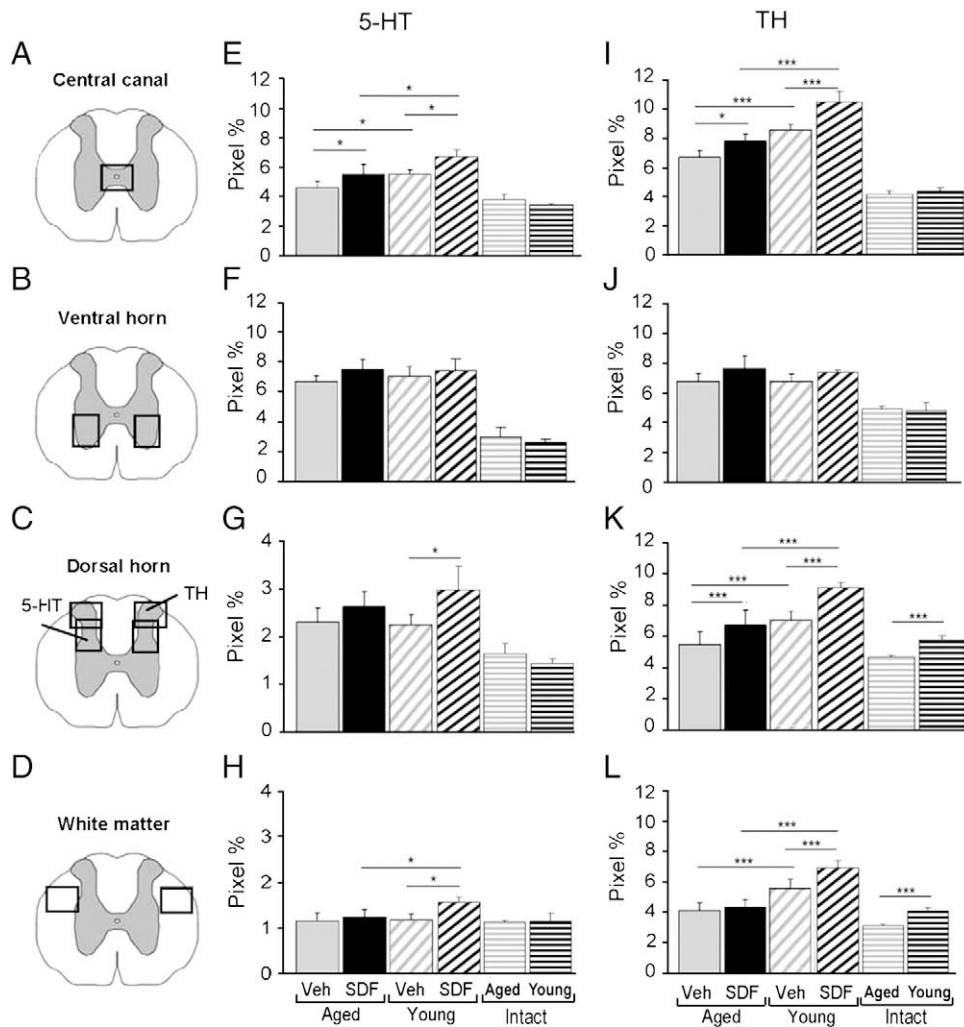 5-HT
TH
A
Central canal
E
Pixel %
12
10
8
6
4
2
0
*
*
*
*
I
Pixel %
12
10
8
6
4
2
0
***
***
***
*
B
Ventral horn
F
Pixel %
12
10
8
6
4
2
0
J
Pixel %
12
10
8
6
4
2
0
C
Dorsal horn
5-HT
TH
G
Pixel %
4
3
2
1
0
*
K
Pixel %
12
10
8
6
4
2
0
***
***
***
***
***
D
White matter
H
Pixel %
4
3
2
1
0
*
*
Veh SDF Veh SDF Aged Young
Aged Young Intact
L
Pixel %
12
10
8
6
4
2
0
***
***
***
***
Veh SDF Veh SDF Aged Young
Aged Young Intact